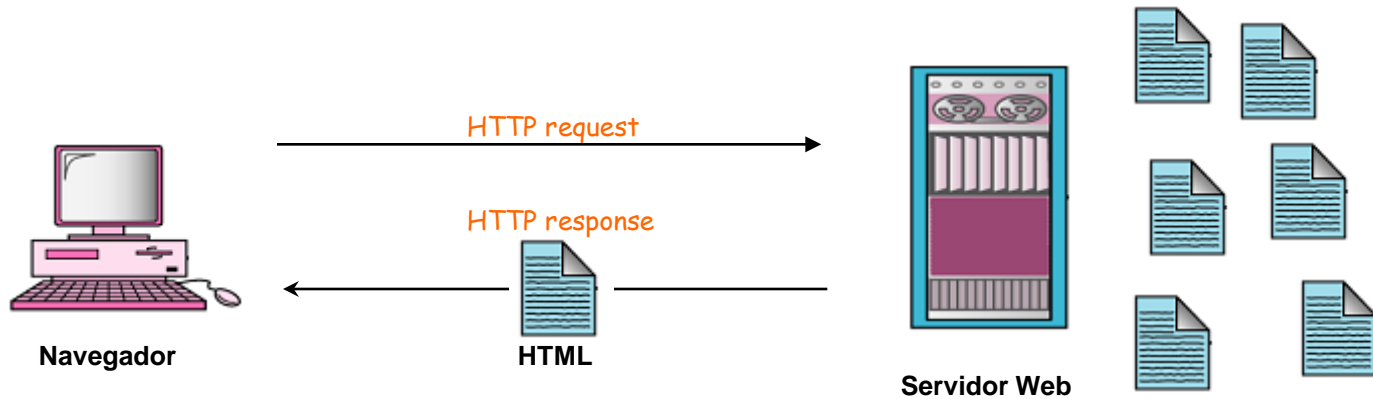 HTTP request
HTTP response
Navegador
HTML
Servidor Web